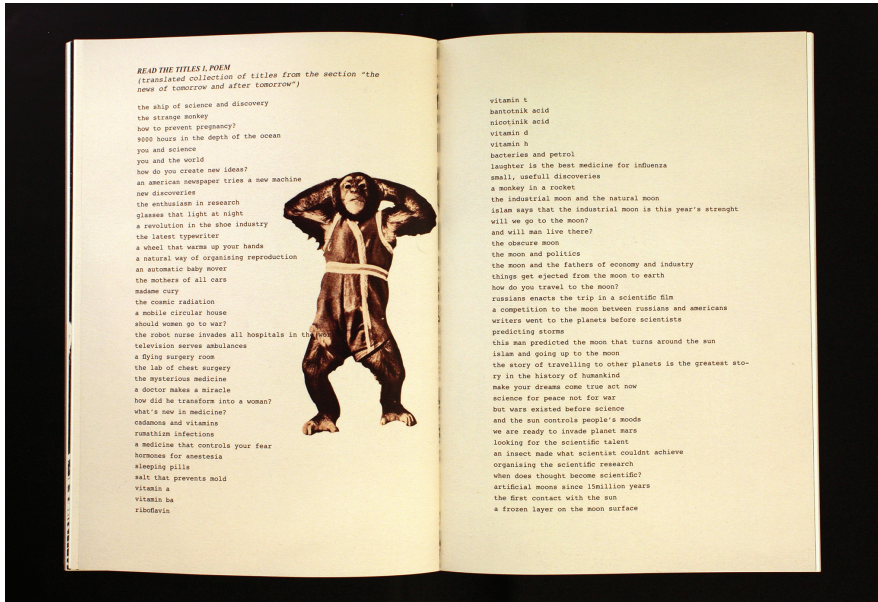 READ THE TITLES 1, POEM
(translated collection of titles from the section "the
news of tomorrow and after tomorrow")
the ship of science and discovery
the strange monkey
how to prevent pregnancy?
9000 hours in the depth of the ocean
you and science
you and the world
how do you create new ideas?
an american newspaper tries a new machine
new discoveries
the enthusiasm in research
glasses that light at night
a revolution in the shoe industry
the latest typewriter
a wheel that warms up your hands
a natural way of organising reproduction
an automatic baby mover
the mothers of all cars
madame cury
the cosmic radiation
a mobile circular house
should women go to war?
the robot nurse invades all hospitals in the
television serves ambulances
a flying surgery room
the lab of chest surgery
the mysterious medicine
a doctor makes a miracle
how did he transform into a woman?
what's new in medicine?
cadamons and vitamins
rumathizm infections
a medicine that controls your fear
hormones for anestesia
sleeping pills
salt that prevents mold
vitamin a
vitamin ba
riboflavin
vitamin t
bantotnik acid
nicotinik acid
vitamin d
vitamin h
bacteries and petrol
laughter is the best medicine for influenza
small, usefull discoveries
a monkey in a rocket
the industrial moon and the natural moon
islam says that the industrial moon is this year's strenght
will we go to the moon?
and will man live there?
the obscure moon
the moon and politics
the moon and the fathers of economy and industry
things get ejected from the moon to earth
how do you travel to the moon?
russians enacts the trip in a scientific film
a competition to the moon between russians and americans
writers went to the planets before scientists
predicting storms
this man predicted the moon that turns around the sun
islam and going up to the moon
the story of travelling to other planets is the greatest sto-
ry in the history of humankind
make your dreams come true act now
science for peace not for war
but wars existed before science
and the sun controls people's moods
we are ready to invade planet mars
looking for the scientific talent
an insect made what scientist couldnt achieve
organising the scientific research
when does thought become scientific?
artificial moons since 15million years
the first contact with the sun
a frozen layer on the moon surface